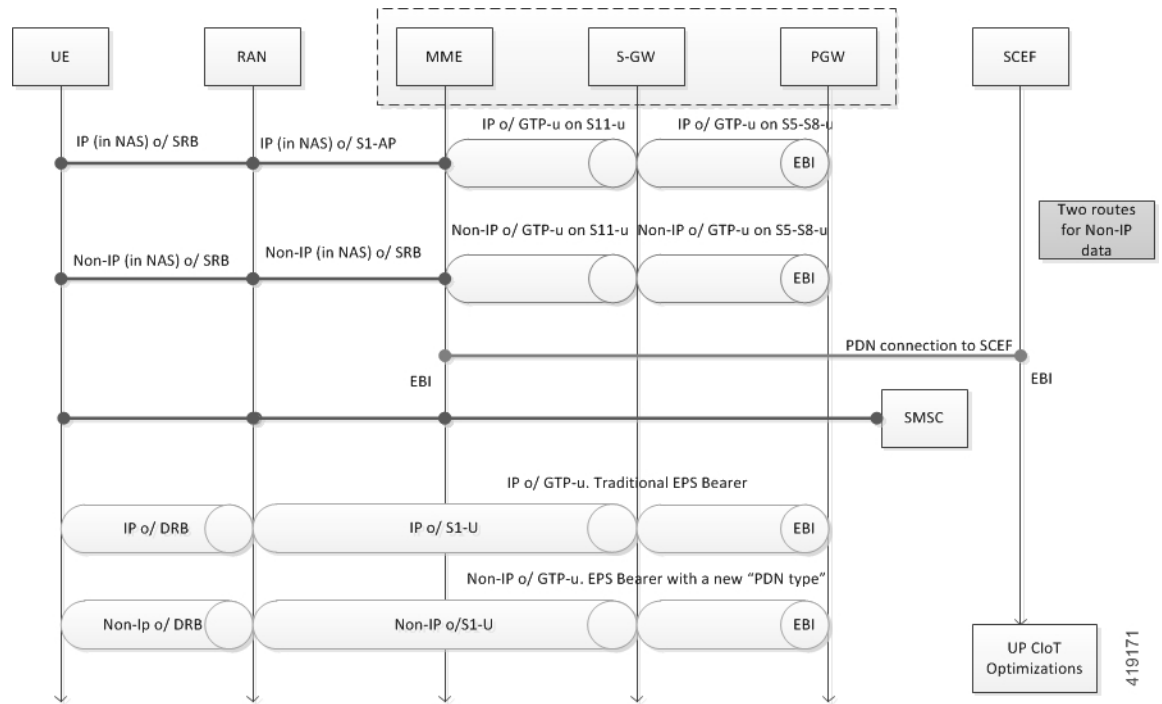 UE
RAN
MME
S-GW
PGW
SCEF
IP (in NAS) o/ SRB
IP (in NAS) o/ S1-AP
IP o/ GTP-u on S11-u
IP o/ GTP-u on S5-S8-u
EBI
Two routes
for Non-IP
data
Non-IP (in NAS) o/ SRB
Non-IP (in NAS) o/ SRB
Non-IP o/ GTP-u on S11-u
Non-IP o/ GTP-u on S5-S8-u
EBI
PDN connection to SCEF
EBI
EBI
SMSC
IP o/ GTP-u. Traditional EPS Bearer
IP o/ DRB
IP o/ S1-U
EBI
Non-IP o/ GTP-u. EPS Bearer with a new “PDN type”
Non-Ip o/ DRB
Non-IP o/S1-U
EBI
UP CIoT
Optimizations
419171